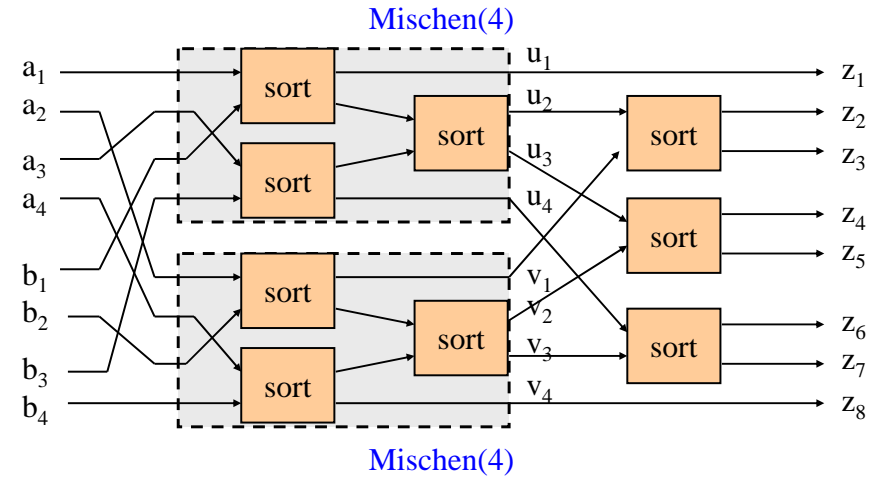 Mischen(4)
a1
a2
a3
a4
b1
b2
b3
b4
sort
sort
sort
sort
sort
sort
u1
u2
u3
u4
v1
v2
v3
v4
sort
sort
sort
z1
z2
z3
z4
z5
z6
z7
z8
Mischen(4)